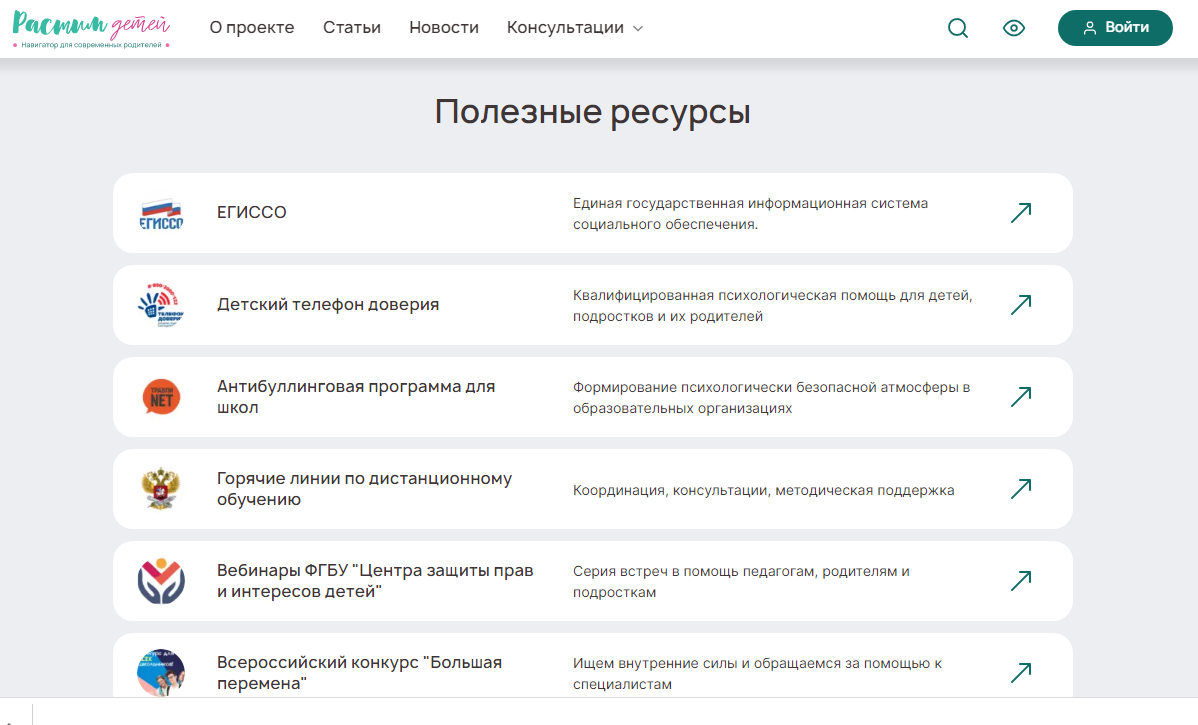 Растим детей
Навигатор для современных родителей
О проекте Статьи Новости Консультации Войти
Полезные ресурсы
ЕГИССО
ЕГИССО
Единая государственная информационная система
социального обеспечения.
ТЕЛЕФОН
ДОВЕРИЯ
Детский телефон доверия
Квалифицированная психологическая помощь для детей,
подростков и их родителей
ТРАВЛИ
NET
Антибуллинговая программа для
школ
Формирование психологически безопасной атмосферы в
образовательных организациях
Горячие линии по дистанционному
обучению
Координация, консультации, методическая поддержка
Вебинары ФГБУ "Центра защиты прав
и интересов детей"
Серия встреч в помощь педагогам, родителям и
подросткам
Всероссийский конкурс "Большая
перемена"
Ищем внутренние силы и обращаемся за помощью к
специалистам